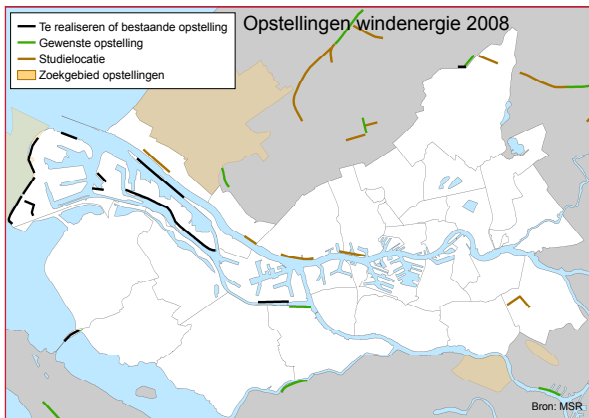 Opstellingen windenergie 2008
Te realiseren of bestaande opstelling
Gewenste opstelling
Studielocatie
Zoekgebied opstellingen
Bron: MSR